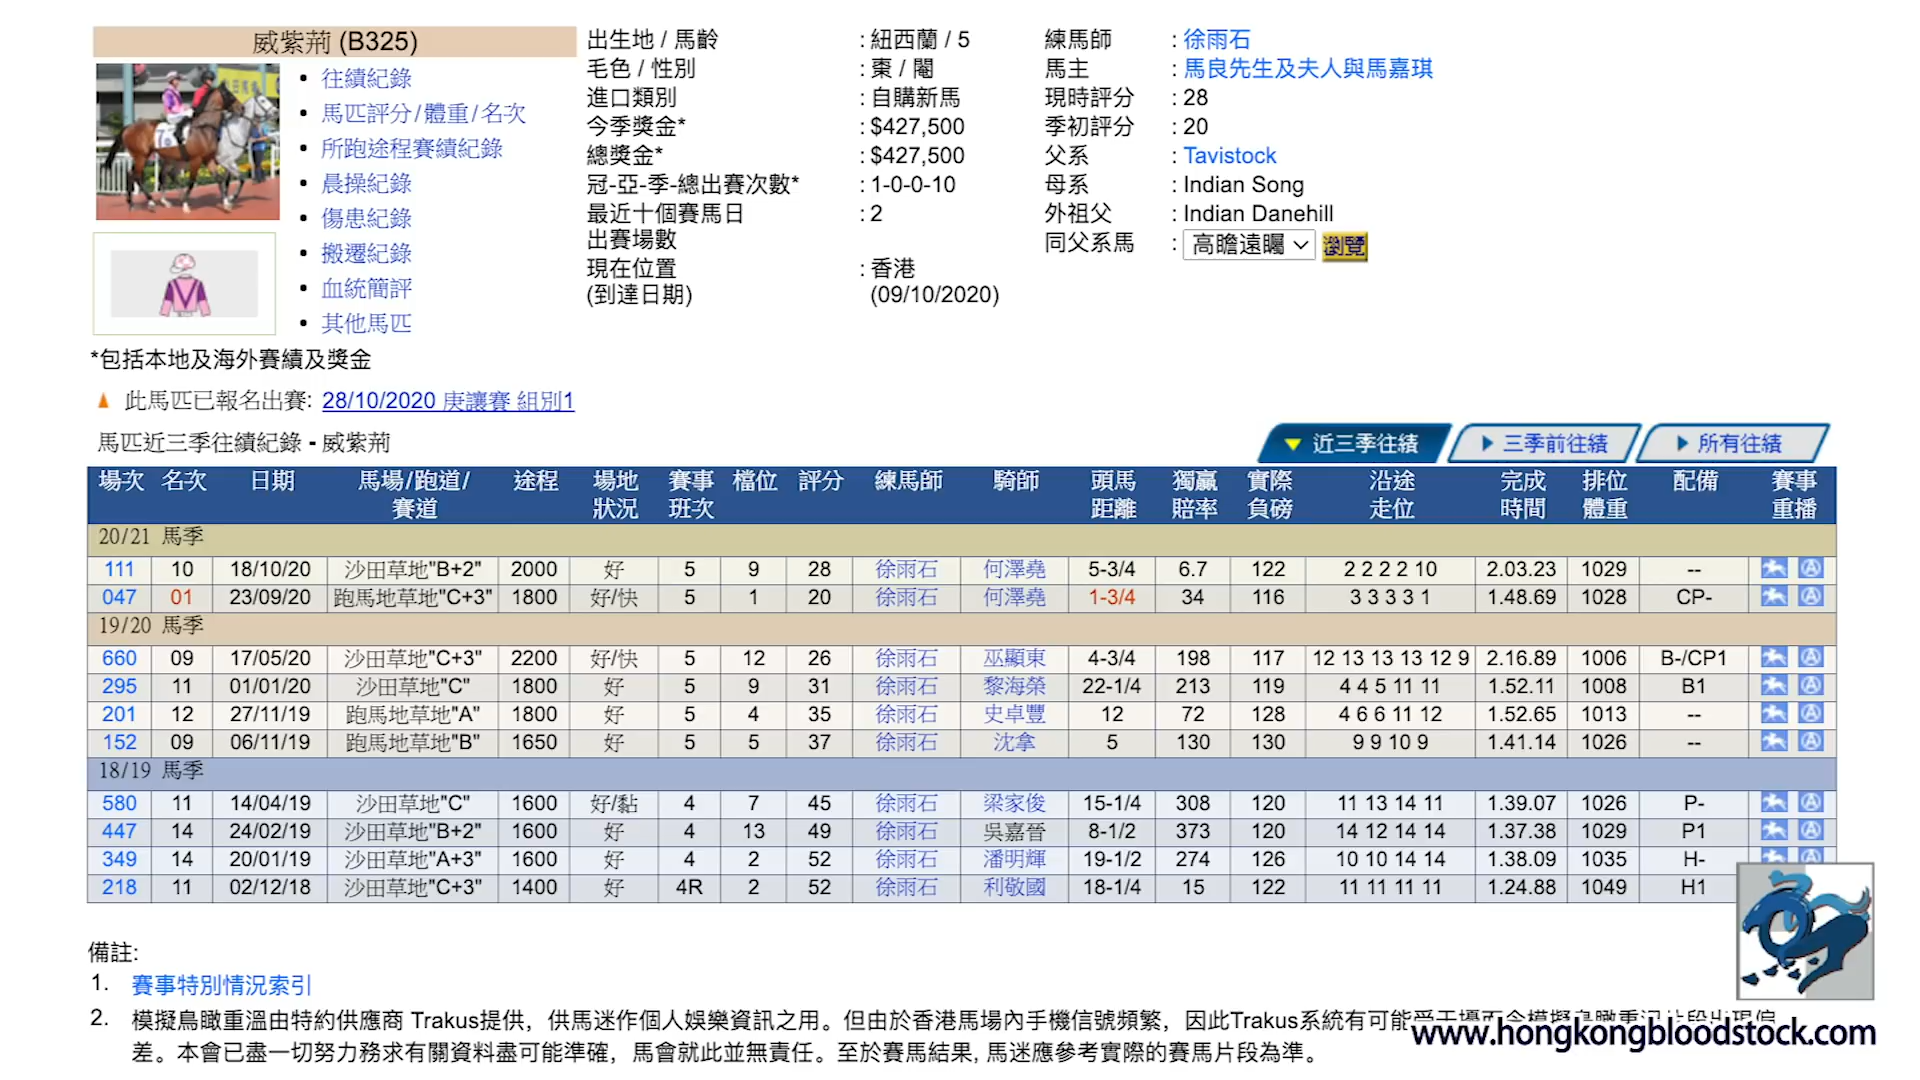 威紫荊 (B325)
• 往績紀錄
• 馬匹評分/體重/名次
• 所跑途程賽績紀錄
• 晨操紀錄
• 傷患紀錄
• 搬遷紀錄
• 血統簡評
• 其他馬匹
出生地 / 馬齡 : 紐西蘭 / 5
毛色 / 性別 : 棗 / 閹
進口類別 : 自購新馬
今季獎金* : $427,500
總獎金* : $427,500
冠-亞-季-總出賽次數* : 1-0-0-10
最近十個賽馬日 : 2
出賽場數
現在位置 : 香港
(到達日期) (09/10/2020)
練馬師 : 徐雨石
馬主 : 馬良先生及夫人與馬嘉琪
現時評分 : 28
季初評分 : 20
父系 : Tavistock
母系 : Indian Song
外祖父 : Indian Danehill
同父系馬 : 高瞻遠矚 瀏覽
*包括本地及海外賽績及獎金
此馬匹已報名出賽: 28/10/2020 庚讓賽 組別1
馬匹近三季往績紀錄 - 威紫荊
近三季往績 三季前往績 所有往績
場次 名次 日期 馬場/跑道/ 途程 場地 賽事 檔位 評分 練馬師 騎師 頭馬 獨贏 實際 沿途 完成 排位 配備 賽事
賽道 狀況 班次 距離 賠率 負磅 走位 時間 體重 重播
20/21 馬季
111 10 18/10/20 沙田草地"B+2" 2000 好 5 9 28 徐雨石 何澤堯 5-3/4 6.7 122 2 2 2 2 10 2.03.23 1029 --
047 01 23/09/20 跑馬地草地"C+3" 1800 好/快 5 1 20 徐雨石 何澤堯 1-3/4 34 116 3 3 3 3 1 1.48.69 1028 CP-
19/20 馬季
660 09 17/05/20 沙田草地"C+3" 2200 好/快 5 12 26 徐雨石 巫顯東 4-3/4 198 117 12 13 13 13 12 9 2.16.89 1006 B-/CP1
295 11 01/01/20 沙田草地"C" 1800 好 5 9 31 徐雨石 黎海榮 22-1/4 213 119 4 4 5 11 11 1.52.11 1008 B1
201 12 27/11/19 跑馬地草地"A" 1800 好 5 4 35 徐雨石 史卓豐 12 72 128 4 6 6 11 12 1.52.65 1013 --
152 09 06/11/19 跑馬地草地"B" 1650 好 5 5 37 徐雨石 沈拿 5 130 130 9 9 10 9 1.41.14 1026 --
18/19 馬季
580 11 14/04/19 沙田草地"C" 1600 好/黏 4 7 45 徐雨石 梁家俊 15-1/4 308 120 11 13 14 11 1.39.07 1026 P-
447 14 24/02/19 沙田草地"B+2" 1600 好 4 13 49 徐雨石 吳嘉晉 8-1/2 373 120 14 12 14 14 1.37.38 1029 P1
349 14 20/01/19 沙田草地"A+3" 1600 好 4 2 52 徐雨石 潘明輝 19-1/2 274 126 10 10 14 14 1.38.09 1035 H-
218 11 02/12/18 沙田草地"C+3" 1400 好 4R 2 52 徐雨石 利敬國 18-1/4 15 122 11 11 11 11 1.24.88 1049 H1
備註:
1. 賽事特別情況索引
2. 模擬鳥瞰重溫由特約供應商 Trakus提供，供馬迷作個人娛樂資訊之用。但由於香港馬場內手機信號頻繁，因此Trakus系統有可能
差。本會已盡一切努力務求有關資料盡可能準確，馬會就此並無責任。至於賽馬結果, 馬迷應參考實際的賽馬片段為準。
www.hongkongbloodstock.com